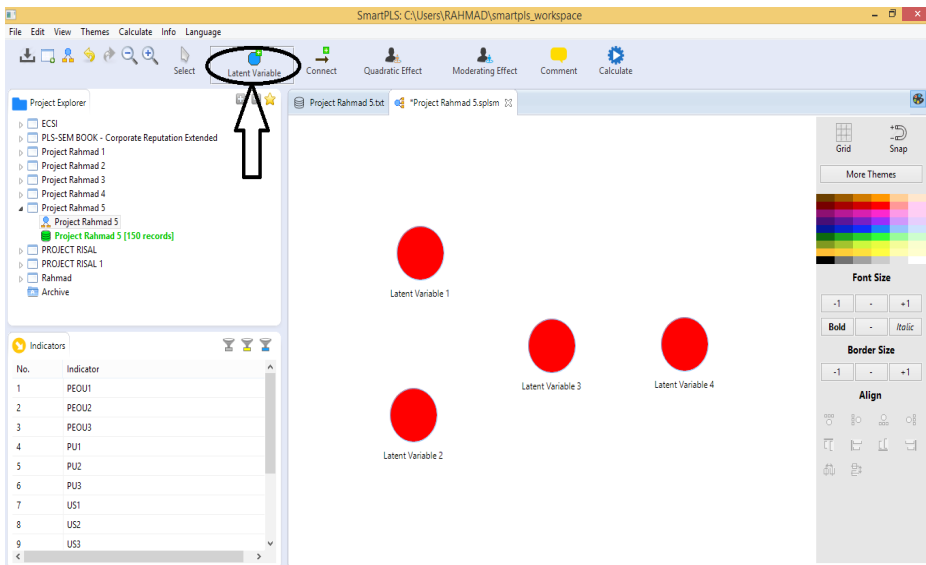 SmartPLS: C:\Users\RAHMAD\smartpls_workspace
File Edit View Themes Calculate Info Language
Select Latent Variable Connect Quadratic Effect Moderating Effect Comment Calculate
Project Explorer
ECSI
PLS-SEM BOOK - Corporate Reputation Extended
Project Rahmad 1
Project Rahmad 2
Project Rahmad 3
Project Rahmad 4
Project Rahmad 5
Project Rahmad 5
Project Rahmad 5 [150 records]
PROJECT RISAL
PROJECT RISAL 1
Rahmad
Archive
Indicators
No. Indicator
1 PEOU1
2 PEOU2
3 PEOU3
4 PU1
5 PU2
6 PU3
7 US1
8 US2
9 US3
Project Rahmad 5.txt *Project Rahmad 5.splsm
Latent Variable 1
Latent Variable 2
Latent Variable 3
Latent Variable 4
Grid Snap
More Themes
Font Size
-1 - +1
Bold - Italic
Border Size
-1 - +1
Align